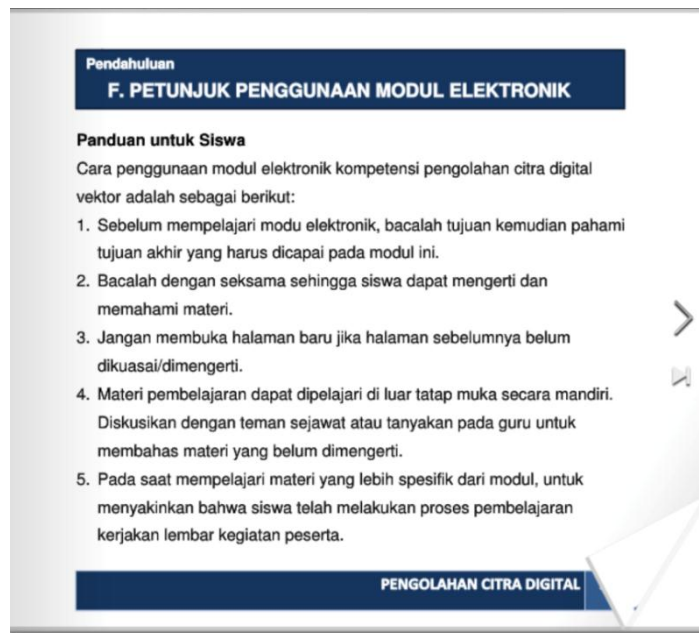 Pendahuluan
F. PETUNJUK PENGGUNAAN MODUL ELEKTRONIK
Panduan untuk Siswa
Cara penggunaan modul elektronik kompetensi pengolahan citra digital
vektor adalah sebagai berikut:
1. Sebelum mempelajari modu elektronik, bacalah tujuan kemudian pahami
tujuan akhir yang harus dicapai pada modul ini.
2. Bacalah dengan seksama sehingga siswa dapat mengerti dan
memahami materi.
3. Jangan membuka halaman baru jika halaman sebelumnya belum
dikuasai/dimengerti.
4. Materi pembelajaran dapat dipelajari di luar tatap muka secara mandiri.
Diskusikan dengan teman sejawat atau tanyakan pada guru untuk
membahas materi yang belum dimengerti.
5. Pada saat mempelajari materi yang lebih spesifik dari modul, untuk
menyakinkan bahwa siswa telah melakukan proses pembelajaran
kerjakan lembar kegiatan peserta.
PENGOLAHAN CITRA DIGITAL